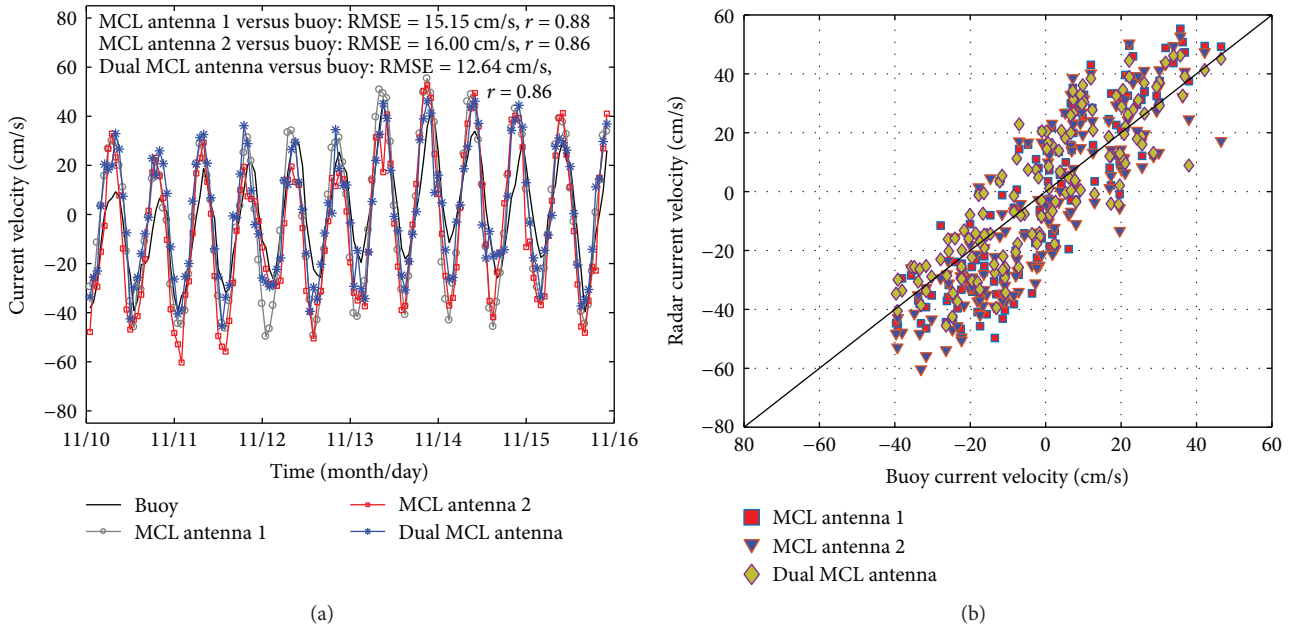 MCL antenna 1 versus buoy: RMSE = 15.15 cm/s, r = 0.88
MCL antenna 2 versus buoy: RMSE = 16.00 cm/s, r = 0.86
Dual MCL antenna versus buoy: RMSE = 12.64 cm/s,
r = 0.86
80
60
40
20
0
−20
−40
−60
−80
Current velocity (cm/s)
11/10
11/11
11/12
11/13
11/14
11/15
11/16
Time (month/day)
Buoy
MCL antenna 1
MCL antenna 2
Dual MCL antenna
(a)
60
40
20
0
−20
−40
−60
−80
Radar current velocity (cm/s)
80
−60
−40
−20
0
20
40
60
Buoy current velocity (cm/s)
MCL antenna 1
MCL antenna 2
Dual MCL antenna
(b)